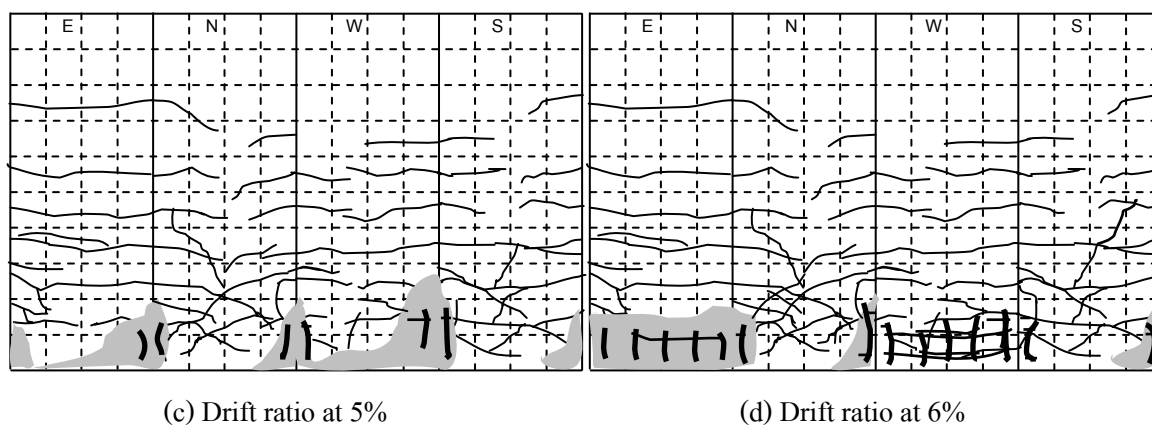 E N W S E N W S
(c) Drift ratio at 5% (d) Drift ratio at 6%